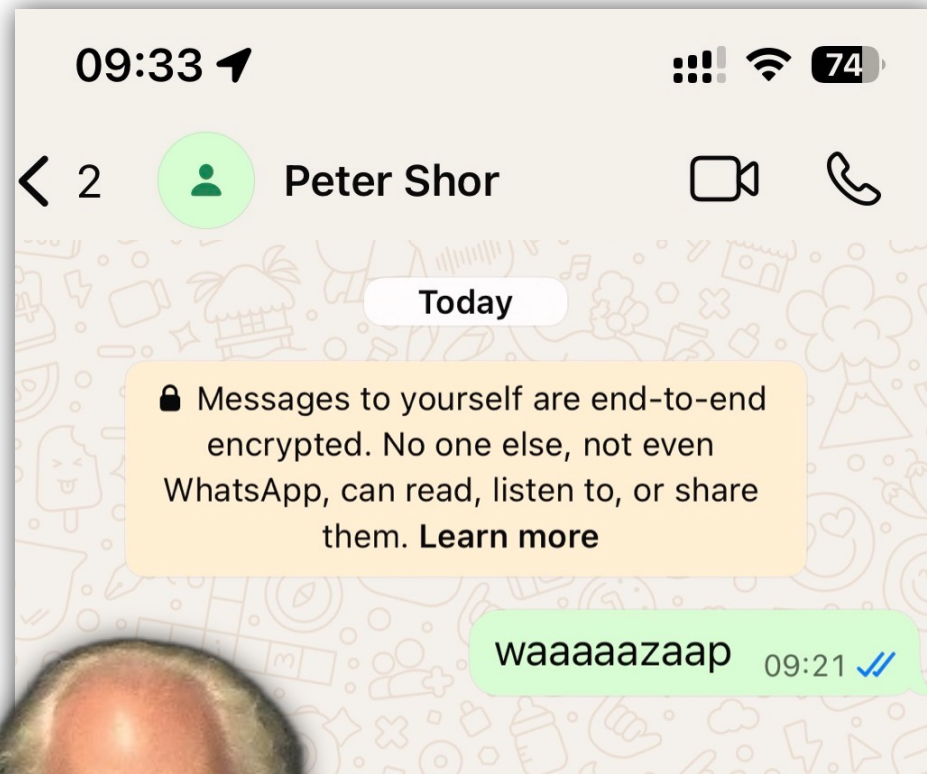 09:33
74
2
Peter Shor
Today
Messages to yourself are end-to-end
encrypted. No one else, not even
WhatsApp, can read, listen to, or share
them. Learn more
waaaaazaap 09:21